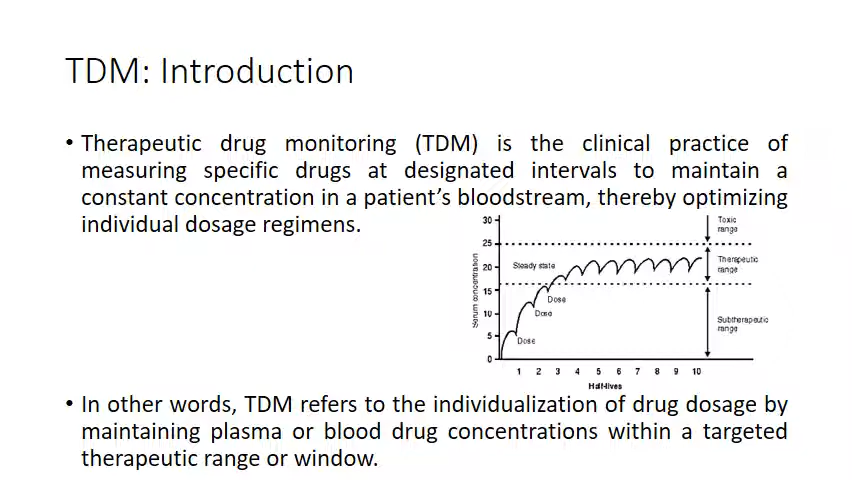 TDM: Introduction
• Therapeutic drug monitoring (TDM) is the clinical practice of
measuring specific drugs at designated intervals to maintain a
constant concentration in a patient’s bloodstream, thereby optimizing
individual dosage regimens.
30
25
20
15
10
5
0
Serum concentration
Steady state
Dose
Dose
Dose
Toxic
range
Therapeutic
range
Subtherapeutic
range
1 2 3 4 5 6 7 8 9 10
Half-lives
• In other words, TDM refers to the individualization of drug dosage by
maintaining plasma or blood drug concentrations within a targeted
therapeutic range or window.